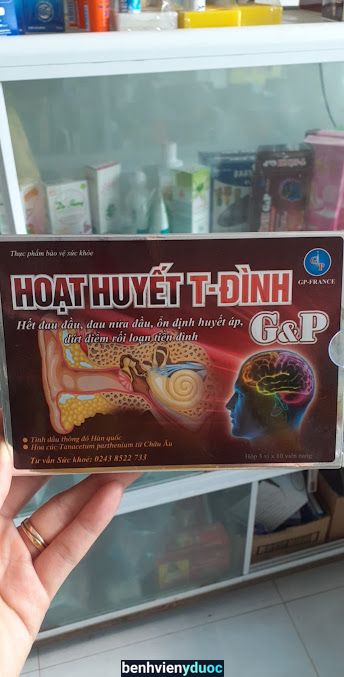 Thực phẩm bảo vệ sức khỏe
GP
GP-FRANCE
HOẠT HUYẾT T-ĐÌNH
G&P
Hết đau đầu, đau nửa đầu, ổn định huyết áp,
dứt điểm rối loạn tiền đình
• Tinh dầu thông đỏ Hàn quốc
• Hoa cúc Tanacetum parthenium từ Châu Âu
Tư vấn Sức khoẻ: 0243 8522 733
Hộp 3 vỉ x 10 viên nang
benhvienyduoc